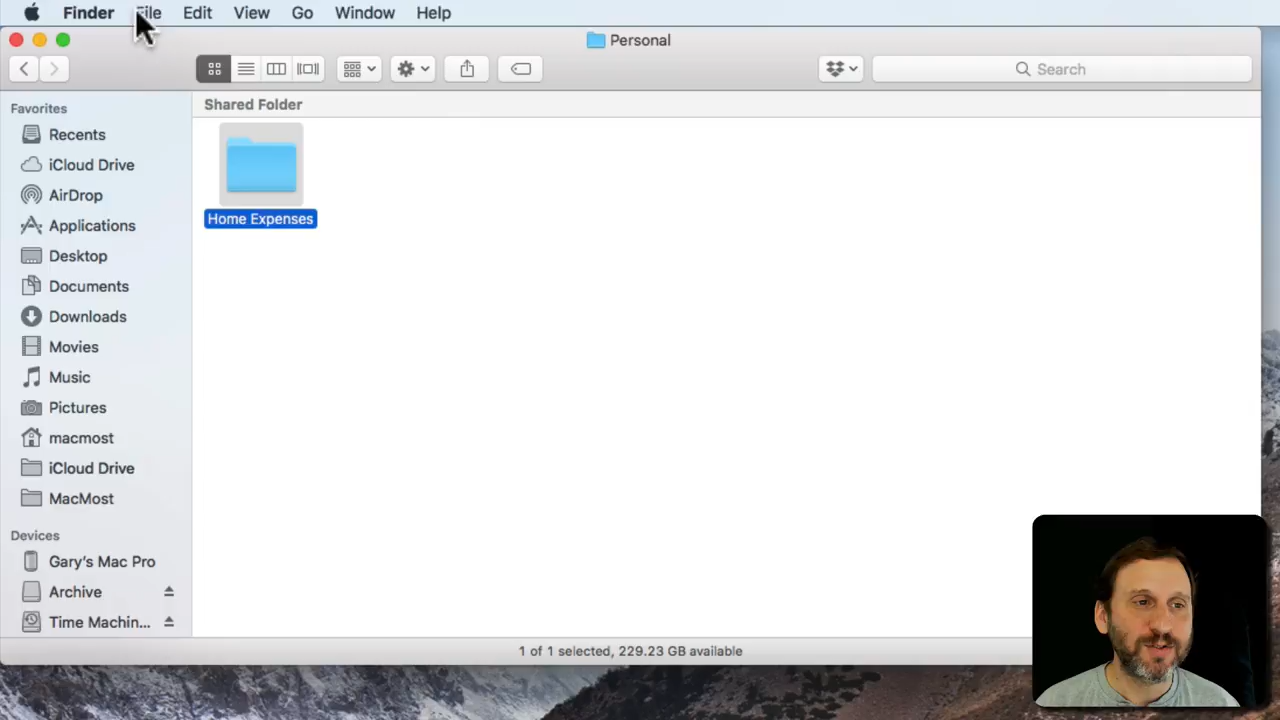 Finder File Edit View Go Window Help
Personal
Search
Favorites
Shared Folder
Recents
iCloud Drive
AirDrop
Applications
Desktop
Documents
Downloads
Movies
Music
Pictures
macmost
iCloud Drive
MacMost
Devices
Gary's Mac Pro
Archive
Time Machin...
Home Expenses
1 of 1 selected, 229.23 GB available